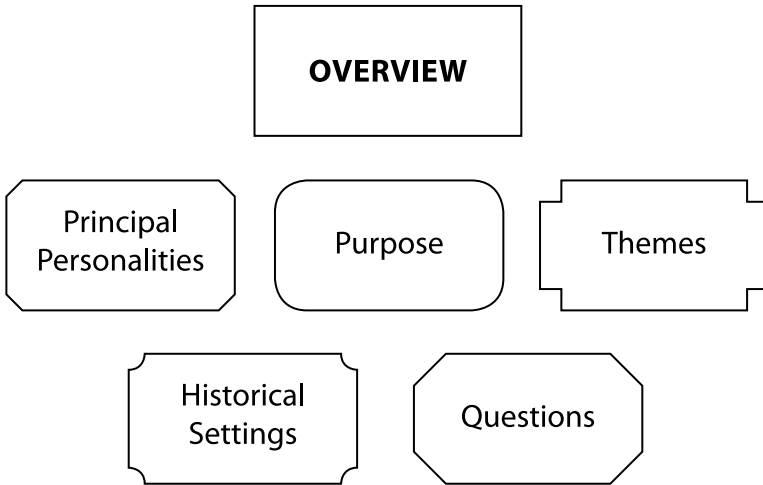 OVERVIEW
Principal
Personalities
Purpose
Themes
Historical
Settings
Questions